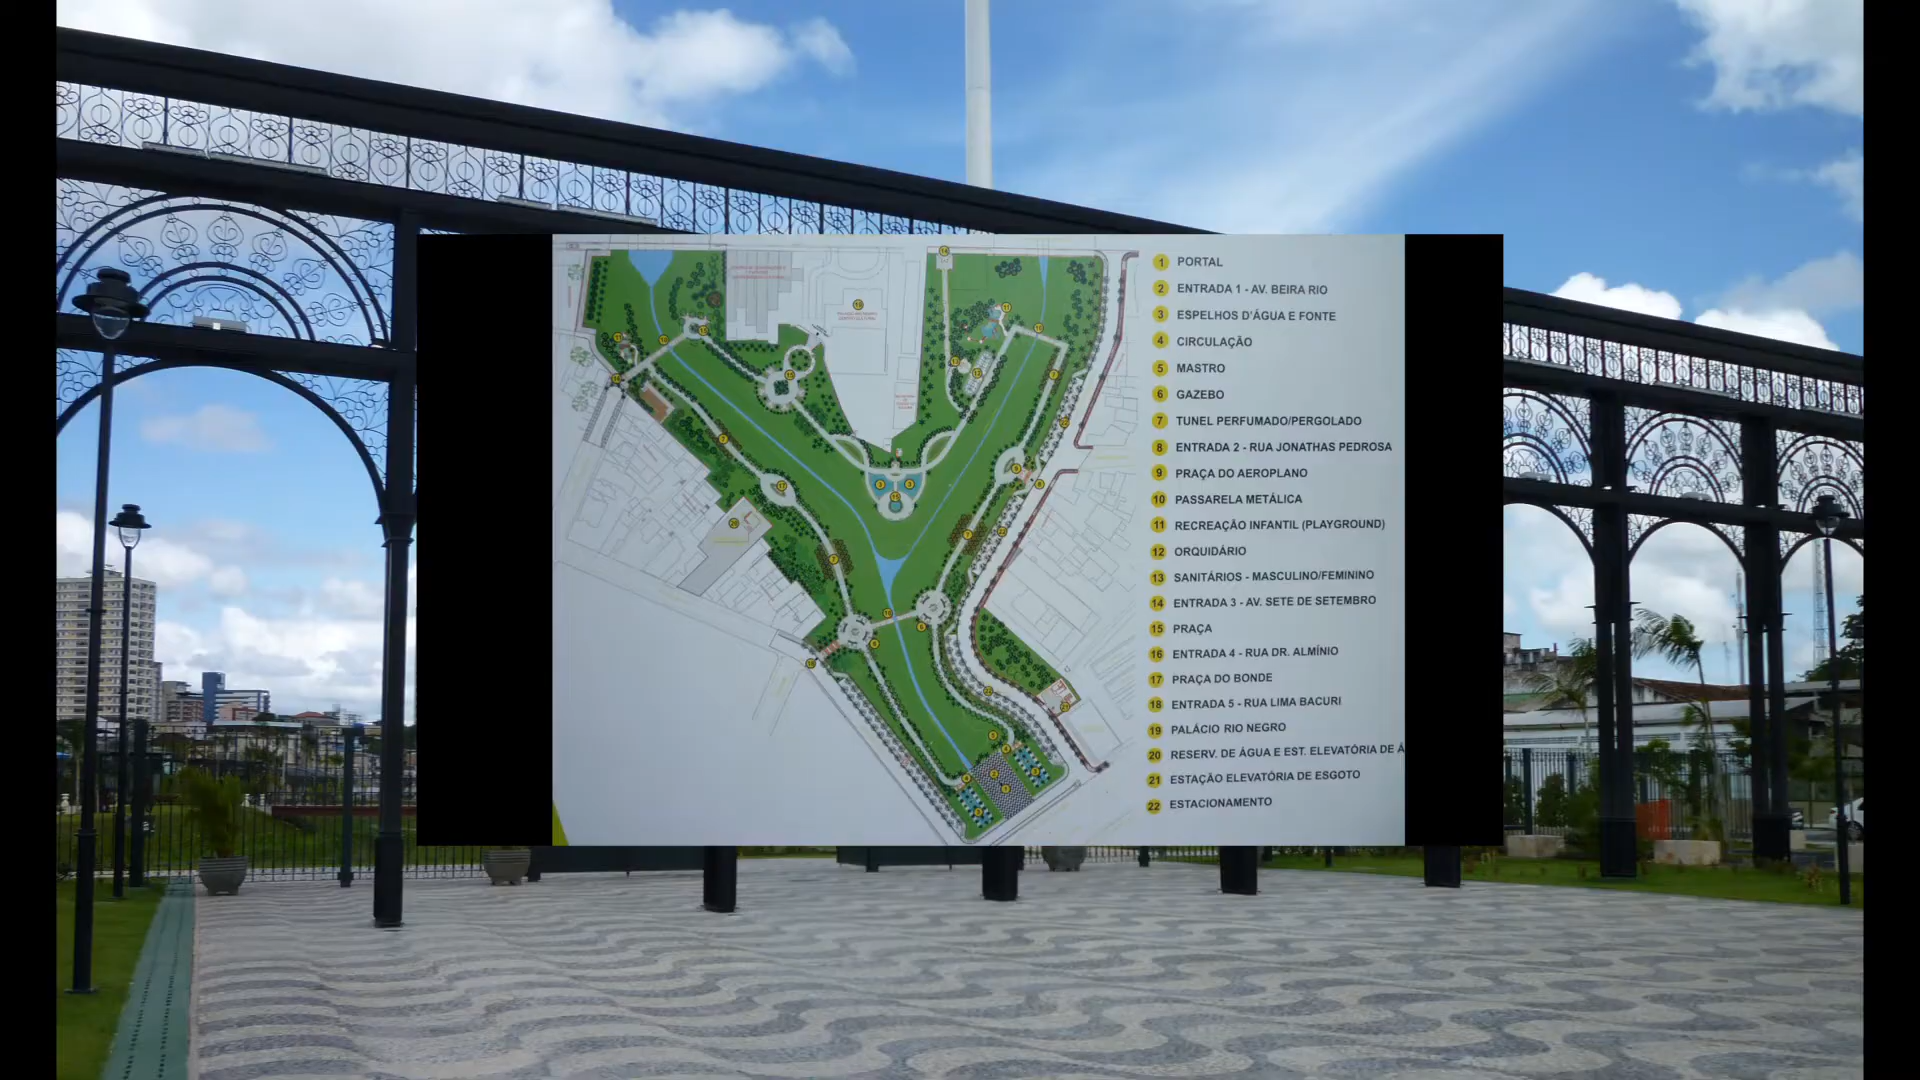 1 PORTAL
2 ENTRADA 1 - AV. BEIRA RIO
3 ESPELHOS D'ÁGUA E FONTE
4 CIRCULAÇÃO
5 MASTRO
6 GAZEBO
7 TUNEL PERFUMADO/PERGOLADO
8 ENTRADA 2 - RUA JONATHAS PEDROSA
9 PRAÇA DO AEROPLANO
10 PASSARELA METÁLICA
11 RECREAÇÃO INFANTIL (PLAYGROUND)
12 ORQUIDÁRIO
13 SANITÁRIOS - MASCULINO/FEMININO
14 ENTRADA 3 - AV. SETE DE SETEMBRO
15 PRAÇA
16 ENTRADA 4 - RUA DR. ALMÍNIO
17 PRAÇA DO BONDE
18 ENTRADA 5 - RUA LIMA BACURI
19 PALÁCIO RIO NEGRO
20 RESERV. DE ÁGUA E EST. ELEVATÓRIA DE Á
21 ESTAÇÃO ELEVATÓRIA DE ESGOTO
22 ESTACIONAMENTO